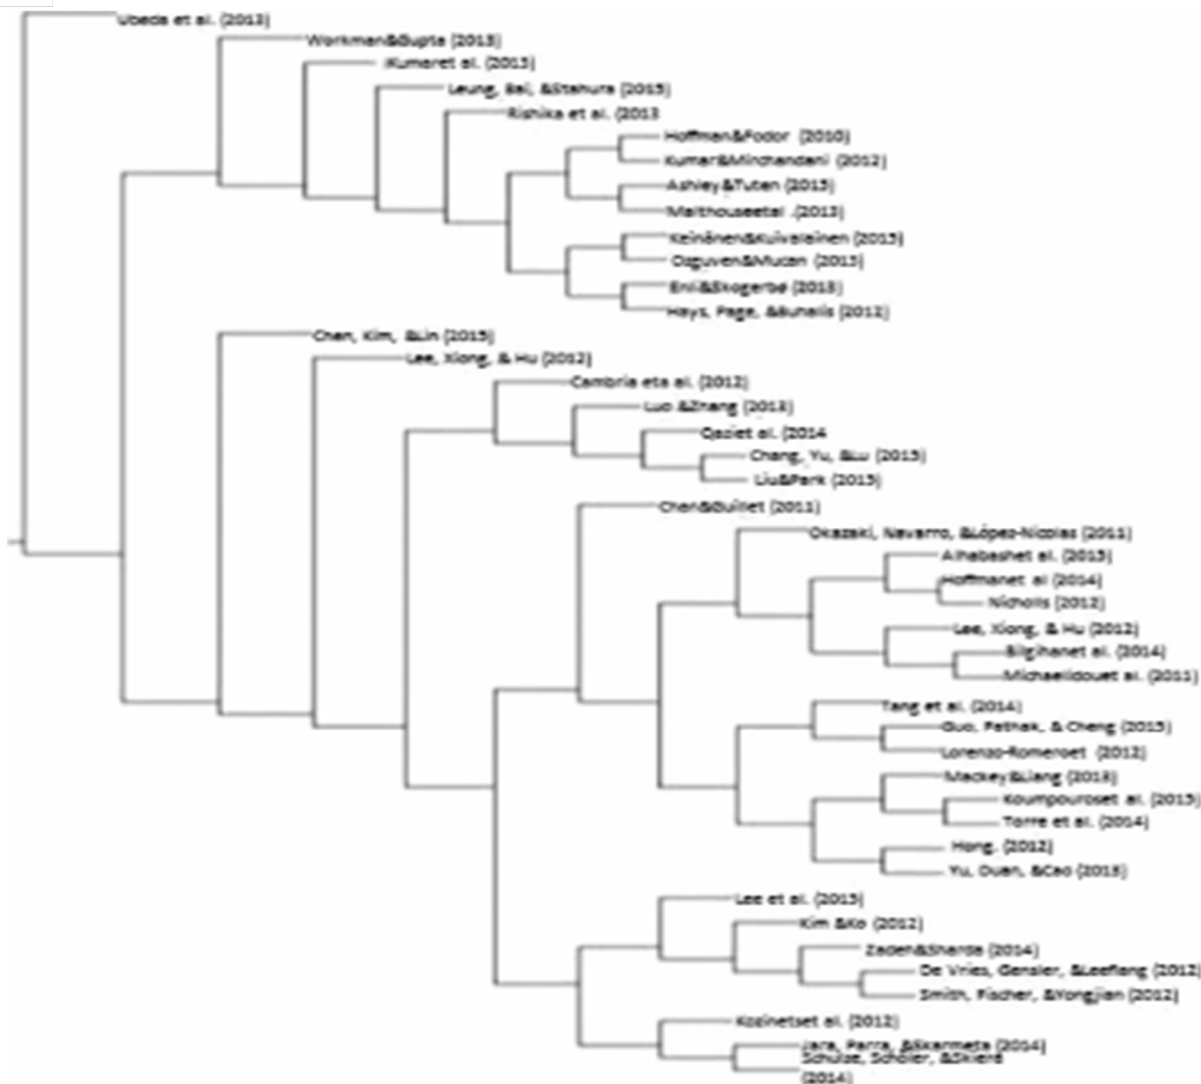 Ubeda et al. (2013)
Workman&Gupta (2013)
Kumaret al. (2013)
Leung, Bai, &Stahura (2015)
Rishika et al. (2013
Hoffman&Fodor (2010)
Kumar&Mirchandani (2012)
Ashley&Tuten (2015)
Malthouseetal .(2013)
Keinänen&Kuivalainen (2015)
Ozguven&Mucan (2013)
Enli&Skogerbø (2013)
Hays, Page, &Buhalis (2012)
Chen, Kim, &Lin (2015)
Lee, Xiong, & Hu (2012)
Cambria eta al. (2012)
Luo &Zhang (2013)
Qaziet al. (2014
Chang, Yu, &Lu (2015)
Liu&Park (2015)
Chan&Guillet (2011)
Okazaki, Navarro, &López-Nicolas (2011)
Alhabashet al. (2015)
Hoffmanet al (2014)
Nicholls (2012)
Lee, Xiong, & Hu (2012)
Bilgihanet al. (2014)
Michaelidouet al. (2011)
Tang et al. (2014)
Guo, Pathak, & Cheng (2015)
Lorenzo-Romeroet (2012)
Mackey&Liang (2013)
Koumpouroset al. (2015)
Torre et al. (2014)
Hong. (2012)
Yu, Duan, &Cao (2013)
Lee et al. (2015)
Kim &Ko (2012)
Zadeh&Sharda (2014)
De Vries, Gensler, &Leeflang (2012)
Smith, Fischer, &Yongjian (2012)
Kozinetset al. (2012)
Jara, Parra, &Skarmeta (2014)
Schulze, Schöler, &Skiera
(2014)